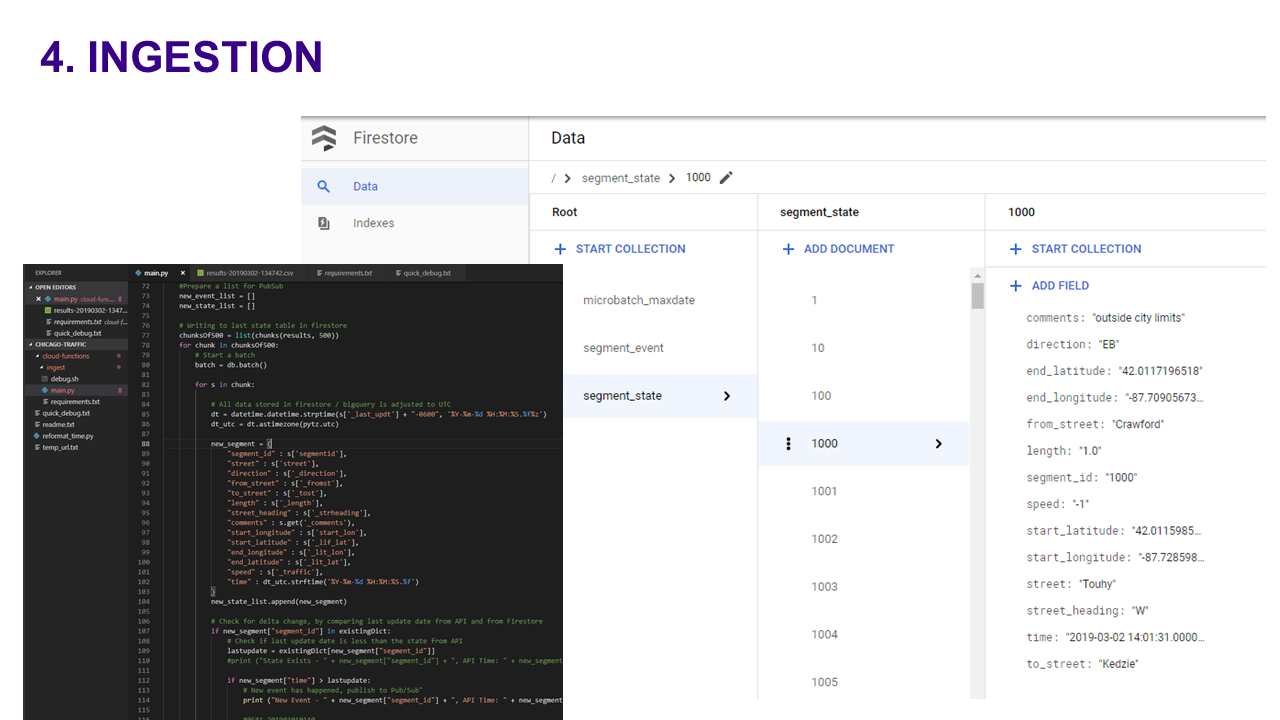 4. INGESTION
Firestore
Data
Indexes
Data
/ > segment_state > 1000
Root
+ START COLLECTION
microbatch_maxdate
segment_event
segment_state
segment_state
+ ADD DOCUMENT
1
10
100
1000
1001
1002
1003
1004
1005
1000
+ START COLLECTION
+ ADD FIELD
comments: "outside city limits"
direction: "EB"
end_latitude: "42.0117196518"
end_longitude: "-87.70905673...
from_street: "Crawford"
length: "1.0"
segment_id: "1000"
speed: "-1"
start_latitude: "42.0115985...
start_longitude: "-87.728598...
street: "Touhy"
street_heading: "W"
time: "2019-03-02 14:01:31.0000...
to_street: "Kedzie"
EXPLORER
OPEN EDITORS
main.py cloud-func... 8
results-20190302-1347...
requirements.txt cloud-f...
quick_debug.txt
CHICAGO-TRAFFIC
cloud-functions
ingest
debug.sh
main.py 8
requirements.txt
quick_debug.txt
readme.txt
reformat_time.py
temp_url.txt
main.py × results-20190302-134742.csv requirements.txt quick_debug.txt
72 #Prepare a list for PubSub
73 new_event_list = []
74 new_state_list = []
75
76 # Writing to last state table in firestore
77 chunksOf500 = list(chunks(results, 500))
78 for chunk in chunksOf500:
79 # Start a batch
80 batch = db.batch()
81
82 for s in chunk:
83
84 # All data stored in firestore / bigquery is adjusted to UTC
85 dt = datetime.datetime.strptime(s['_last_updt'] + "-0600", '%Y-%m-%d %H:%M:%S.%f%z')
86 dt_utc = dt.astimezone(pytz.utc)
87
88 new_segment = {
89 "segment_id" : s['segmentid'],
90 "street" : s['street'],
91 "direction" : s['_direction'],
92 "from_street" : s['_fromst'],
93 "to_street" : s['_tost'],
94 "length" : s['_length'],
95 "street_heading" : s['_strheading'],
96 "comments" : s.get('_comments'),
97 "start_longitude" : s['start_lon'],
98 "start_latitude" : s['_lif_lat'],
99 "end_longitude" : s['_lit_lon'],
100 "end_latitude" : s['_lit_lat'],
101 "speed" : s['_traffic'],
102 "time" : dt_utc.strftime('%Y-%m-%d %H:%M:%S.%f')
103 }
104 new_state_list.append(new_segment)
105
106 # Check for delta change, by comparing last update date from API and from Firestore
107 if new_segment["segment_id"] in existingDict:
108 # Check if last update date is less than the state from API
109 lastupdate = existingDict[new_segment["segment_id"]]
110 #print ("State Exists - " + new_segment["segment_id"] + ", API Time: " + new_segment
111
112 if new_segment["time"] > lastupdate:
113 # New event has happened, publish to Pub/Sub"
114 print ("New Event - " + new_segment["segment_id"] + ", API Time: " + new_segment
115